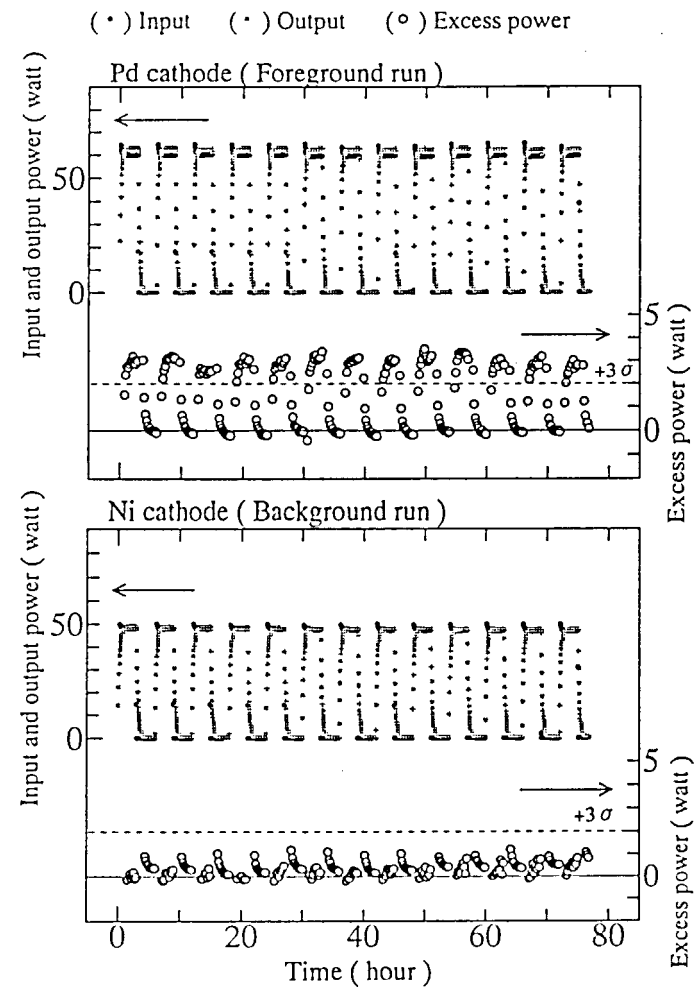 ( • ) Input ( · ) Output ( o ) Excess power
Pd cathode ( Foreground run )
Input and output power ( watt )
50
0
5
+3 σ
0
Excess power ( watt )
Ni cathode ( Background run )
Input and output power ( watt )
50
0
5
+3 σ
0
Excess power ( watt )
0 20 40 60 80
Time ( hour )